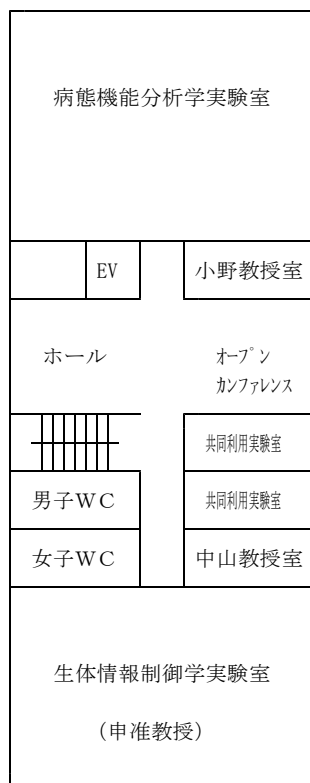 病態機能分析学実験室
EV
小野教授室
ホール
ｵｰﾌﾟﾝ
ｶﾝﾌｧﾚﾝｽ
共同利用実験室
男子ＷＣ
共同利用実験室
女子ＷＣ
中山教授室
生体情報制御学実験室
（申准教授）